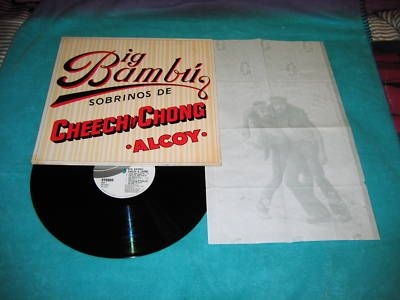 Big
Bambú
SOBRINOS DE
CHEECH y CHONG
·ALCOY·